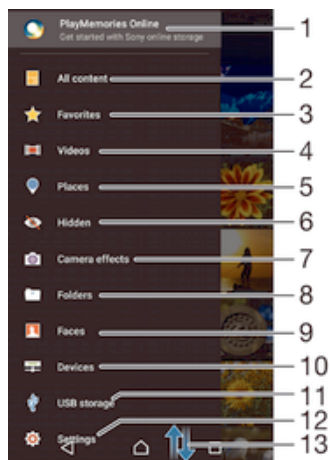 PlayMemories Online
Get started with Sony online storage
1
All content
2
Favorites
3
Videos
4
Places
5
Hidden
6
Camera effects
7
Folders
8
Faces
9
Devices
10
USB storage
11
Settings
12
13